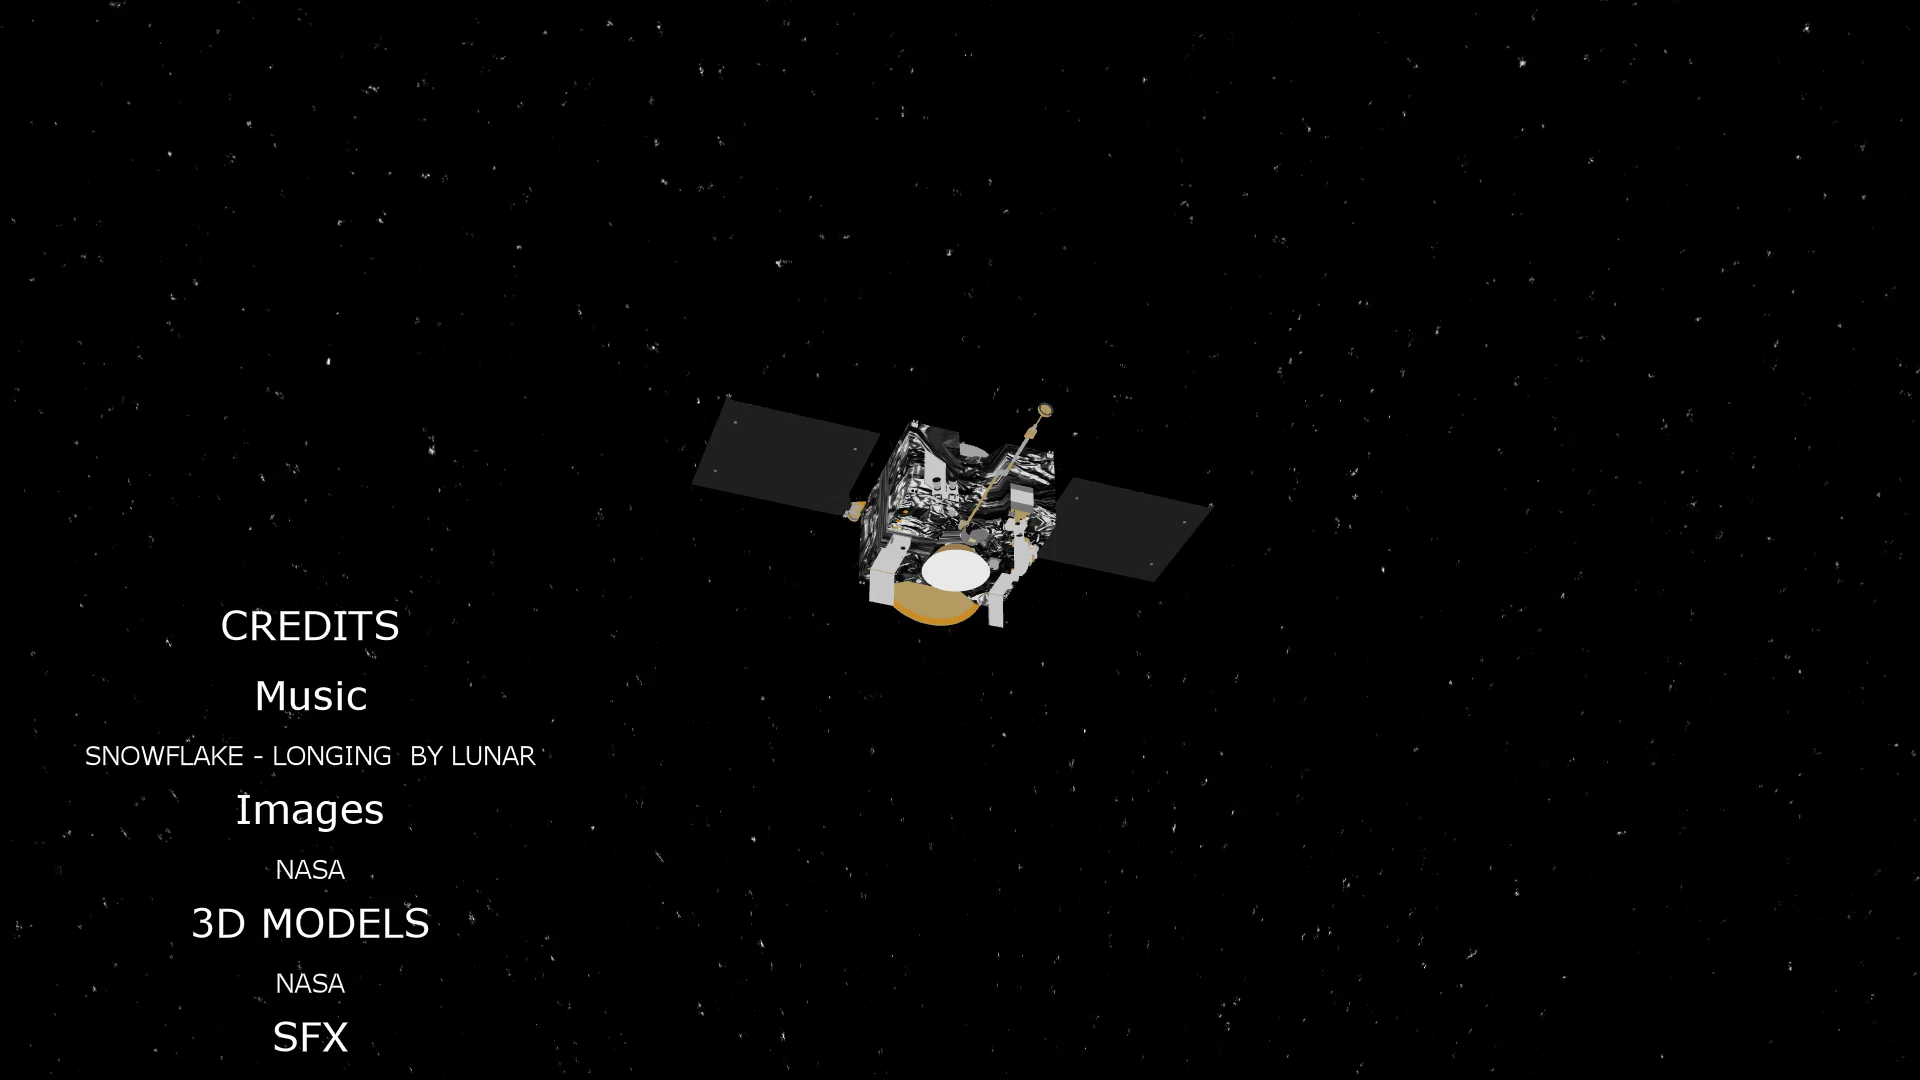 CREDITS
Music
SNOWFLAKE - LONGING  BY LUNAR
Images
NASA
3D MODELS
NASA
SFX